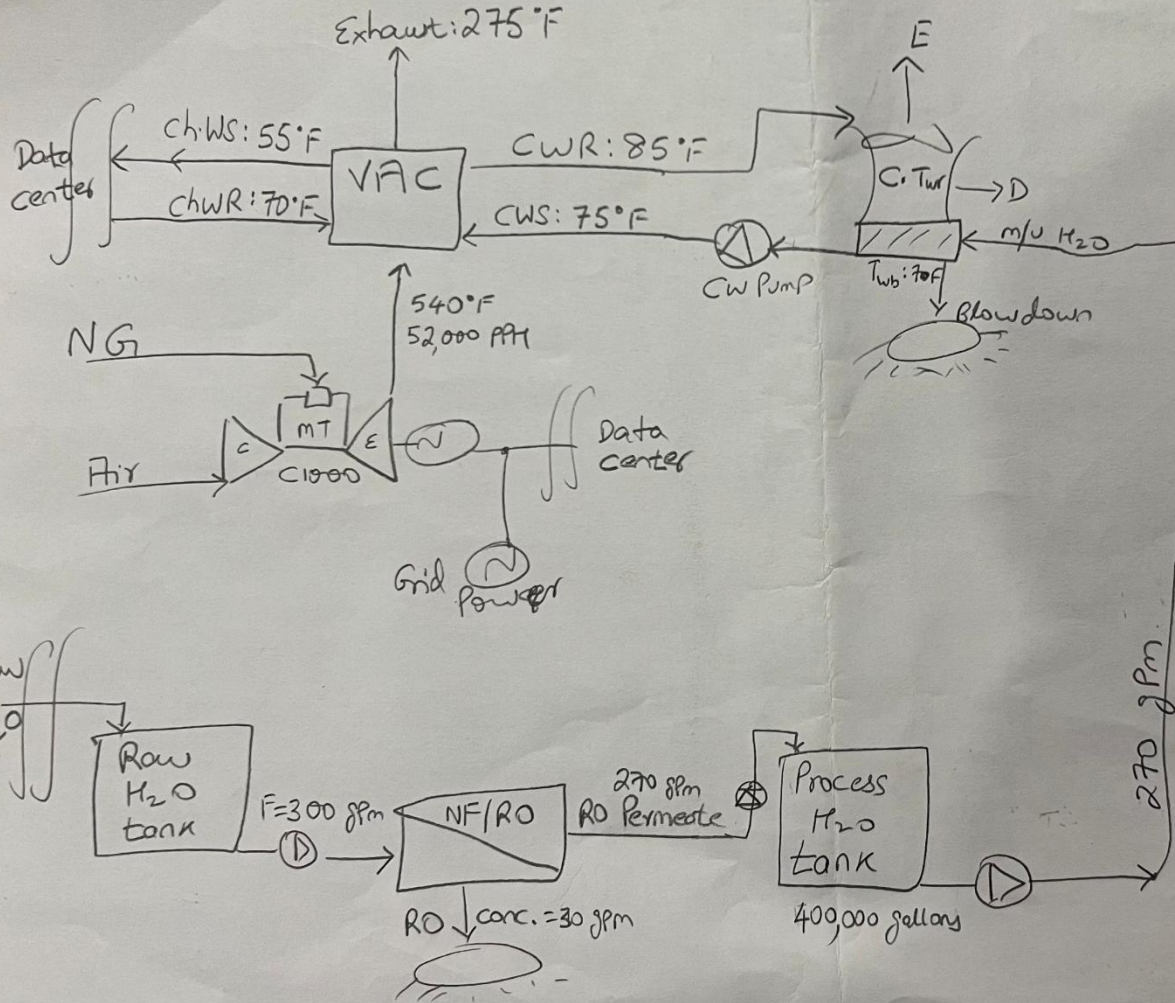 Exhaust: 275°F
E
Data
center
ChWS: 55°F
ChWR: 70°F
VAC
CWR: 85°F
CWS: 75°F
C. Twr
D
m/u H2O
CW Pump
Twb: 70F
Blowdown
540°F
52,000 PPH
NG
Air
C
MT
E
C1000
Data
center
Grid
Power
Raw
H2O
tank
F=300 gpm
NF/RO
270 gpm
RO Permeate
RO conc. = 30 gpm
Process
H2O
tank
400,000 gallons
270 gpm.